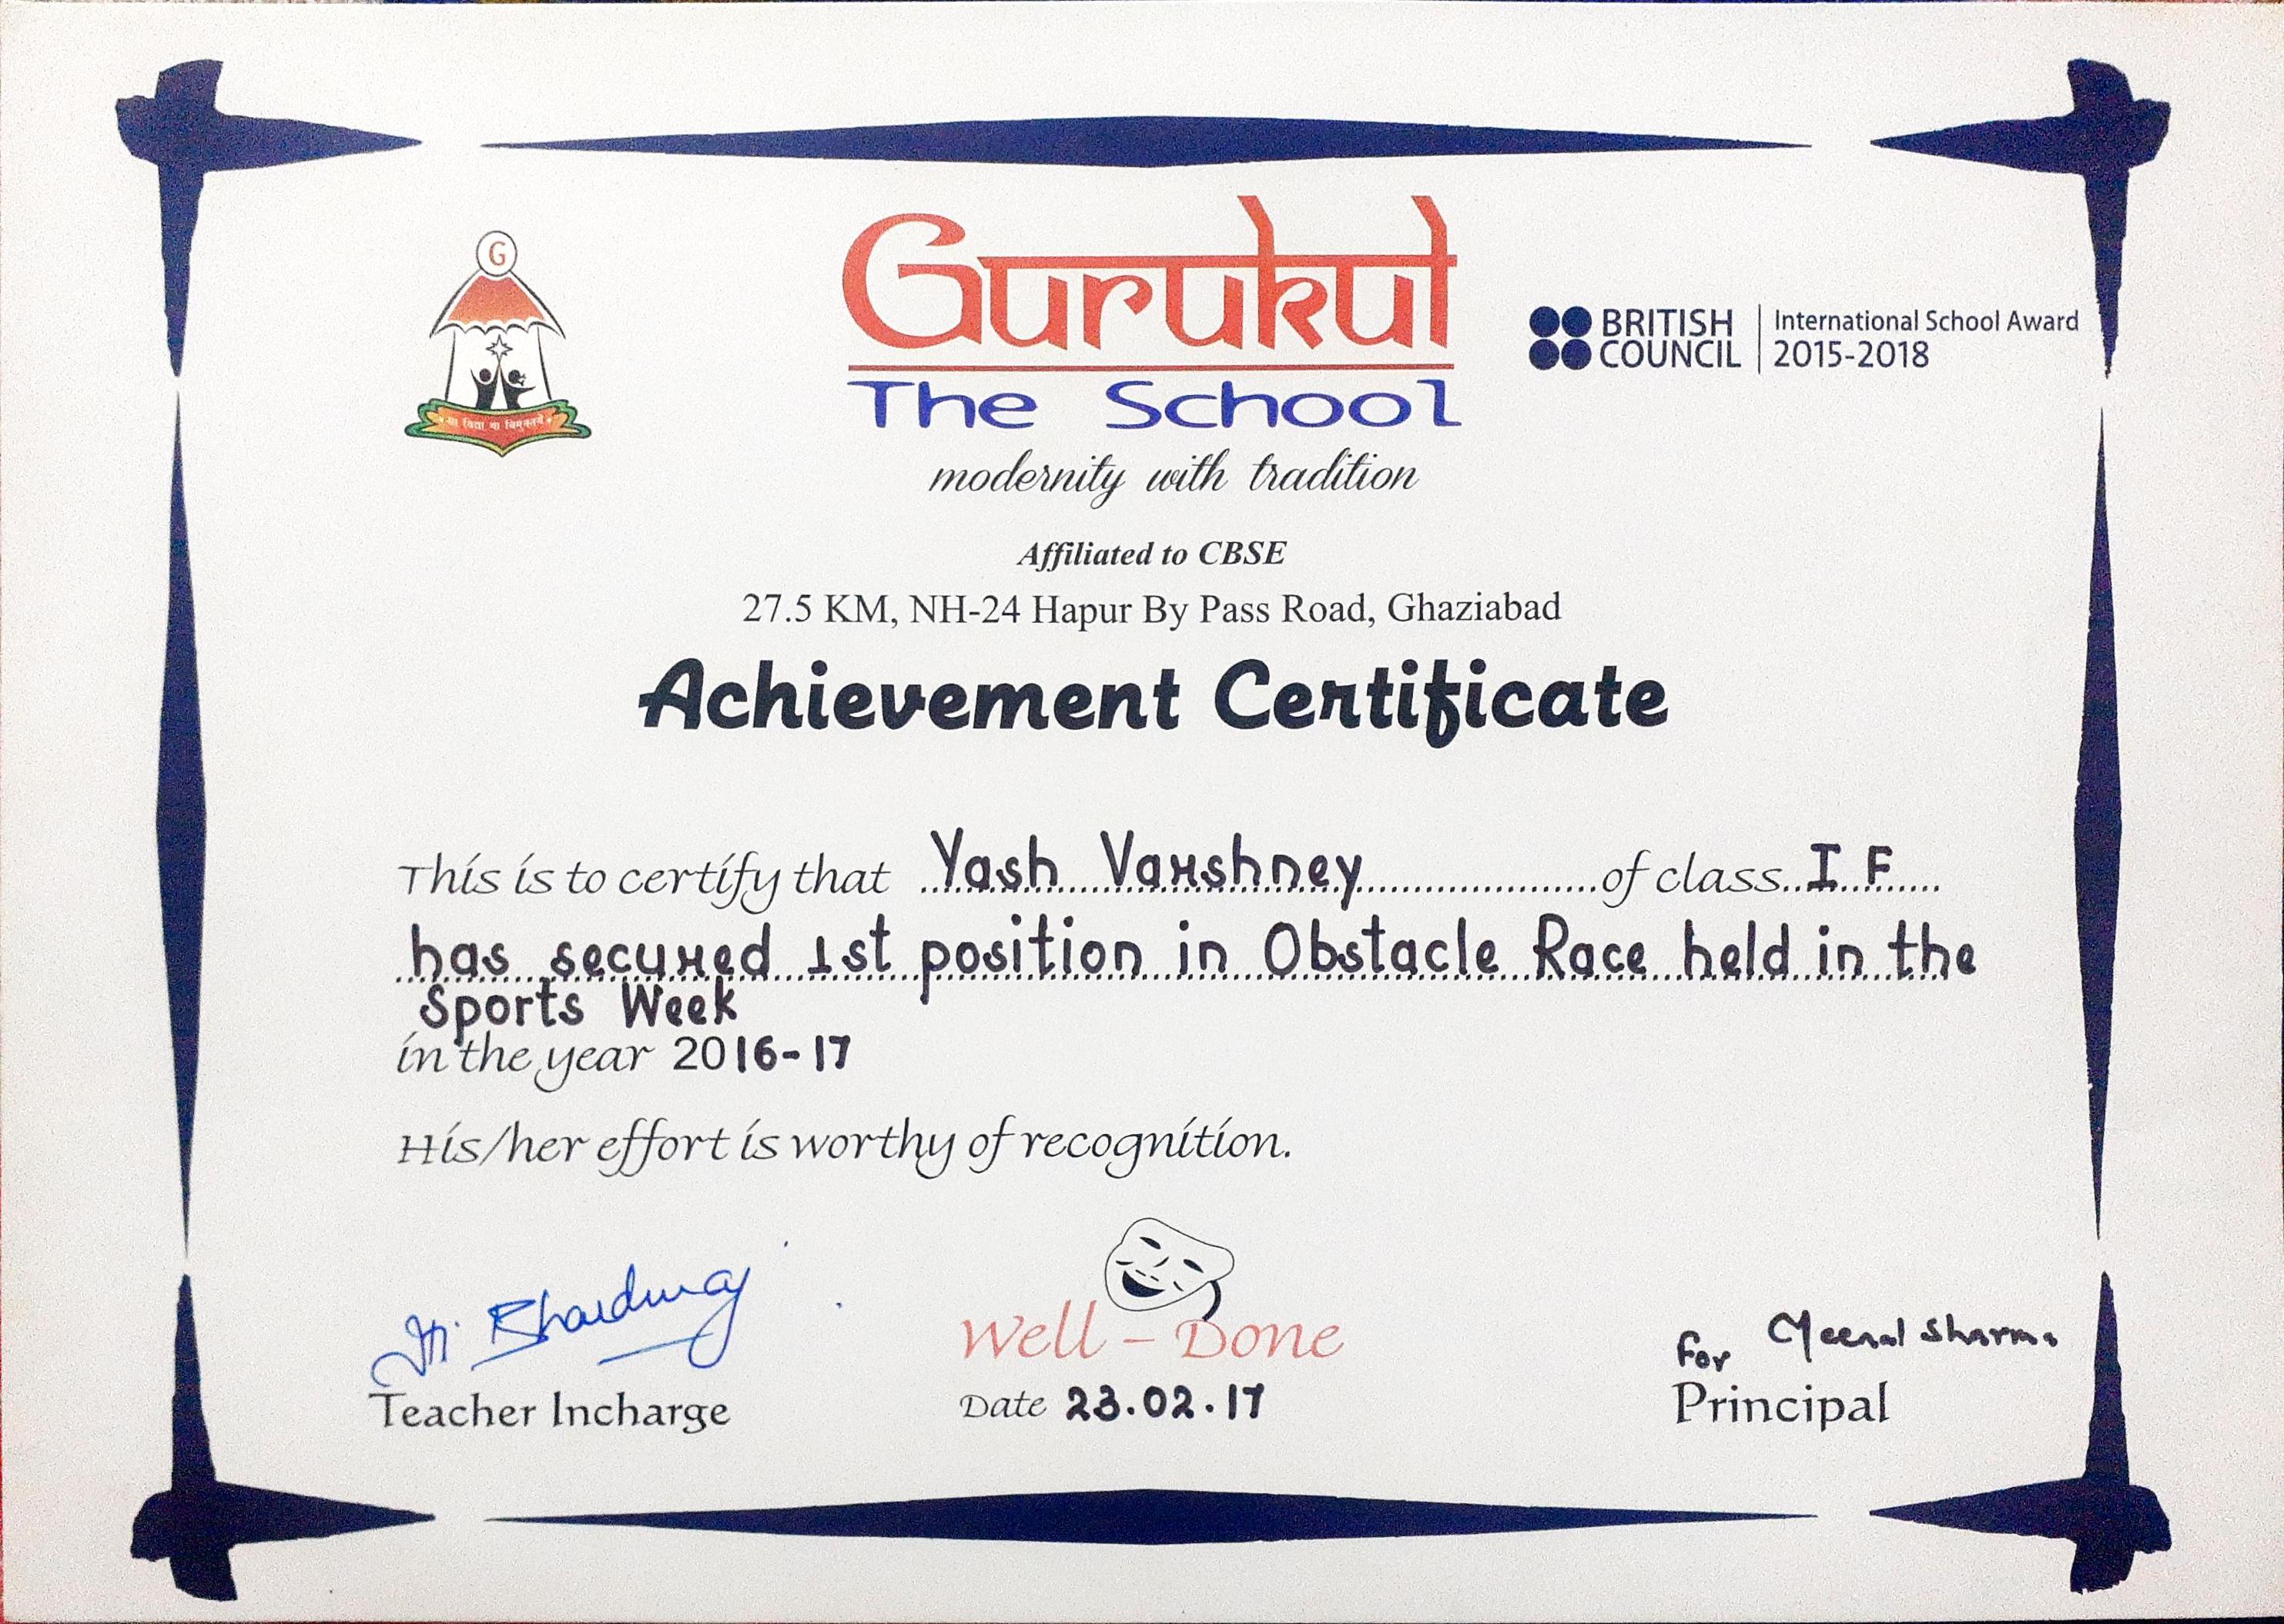 G
Gurukul
The School
BRITISH COUNCIL
International School Award
2015-2018
या विद्या या विमुक्तये
modernity with tradition
Affiliated to CBSE
27.5 KM, NH-24 Hapur By Pass Road, Ghaziabad
Achievement Certificate
This is to certify that Yash Varshney of class I F
has secured 1st position in Obstacle Race held in the
Sports Week
in the year 2016-17
His/her effort is worthy of recognition.
Bhardwaj
Well - Done
for Meenal Sharma
Teacher Incharge
Date 23.02.17
Principal